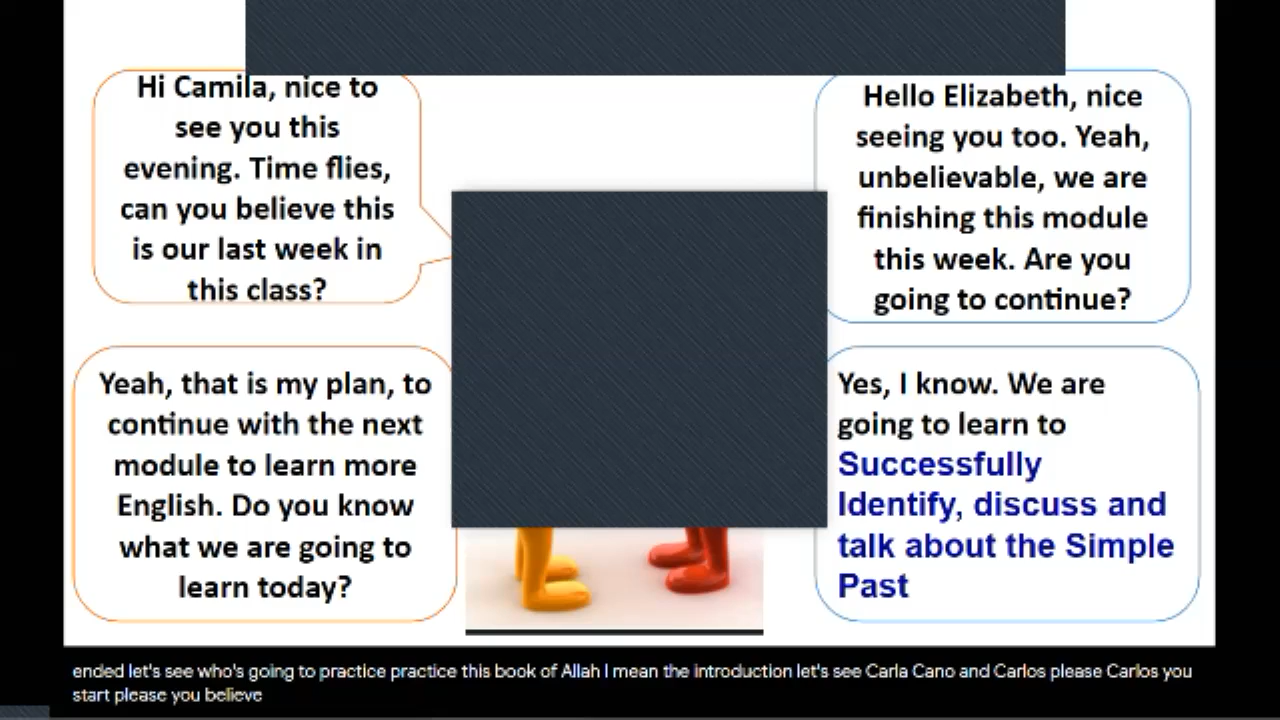 Hi Camila, nice to
see you this
evening. Time flies,
can you believe this
is our last week in
this class?
Hello Elizabeth, nice
seeing you too. Yeah,
unbelievable, we are
finishing this module
this week. Are you
going to continue?
Yeah, that is my plan, to
continue with the next
module to learn more
English. Do you know
what we are going to
learn today?
Yes, I know. We are
going to learn to
Successfully
Identify, discuss and
talk about the Simple
Past
ended let's see who's going to practice practice this book of Allah I mean the introduction let's see Carla Cano and Carlos please Carlos you
start please you believe